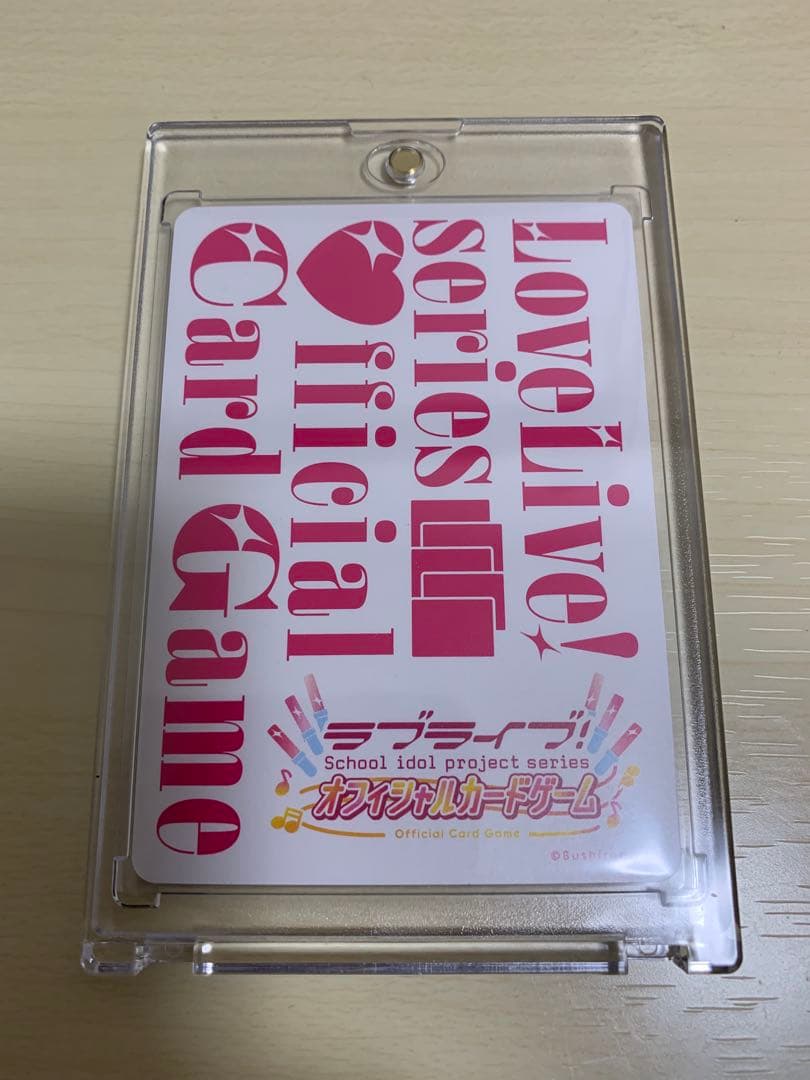 LoveLive!
series
♥fficial
Card Game
ラブライブ!
School idol project series
オフィシャルカードゲーム
Official Card Game